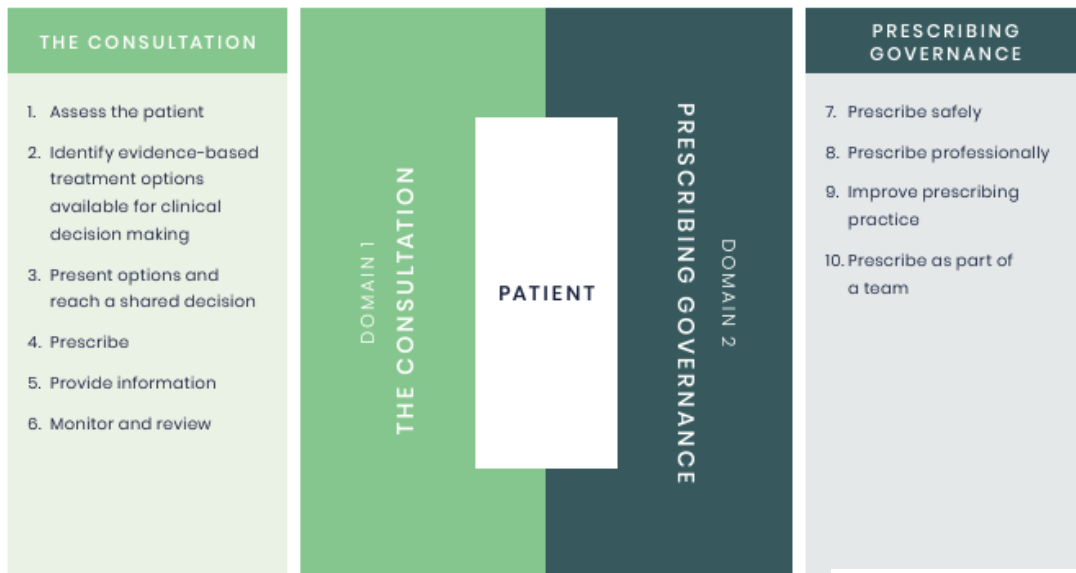 THE CONSULTATION
1. Assess the patient
2. Identify evidence-based
treatment options
available for clinical
decision making
3. Present options and
reach a shared decision
4. Prescribe
5. Provide information
6. Monitor and review
DOMAIN 1
THE CONSULTATION
PATIENT
PRESCRIBING GOVERNANCE
DOMAIN 2
PRESCRIBING
GOVERNANCE
7. Prescribe safely
8. Prescribe professionally
9. Improve prescribing
practice
10. Prescribe as part of
a team